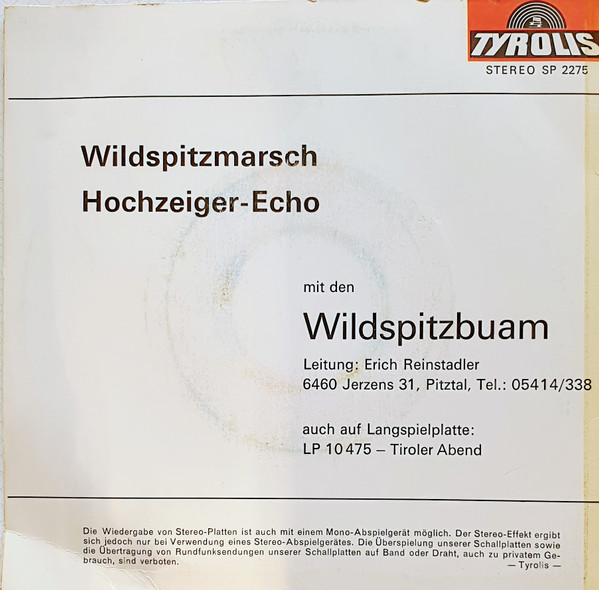 TYROLIS
STEREO SP 2275
Wildspitzmarsch
Hochzeiger-Echo
mit den
Wildspitzbuam
Leitung: Erich Reinstadler
6460 Jerzens 31, Pitztal, Tel.: 05414/338
auch auf Langspielplatte:
LP 10475 – Tiroler Abend
Die Wiedergabe von Stereo-Platten ist auch mit einem Mono-Abspielgerät möglich. Der Stereo-Effekt ergibt
sich jedoch nur bei Verwendung eines Stereo-Abspielgerätes. Die Überspielung unserer Schallplatten sowie
die Übertragung von Rundfunksendungen unserer Schallplatten auf Band oder Draht, auch zu privatem Ge-
brauch, sind verboten. — Tyrolis —